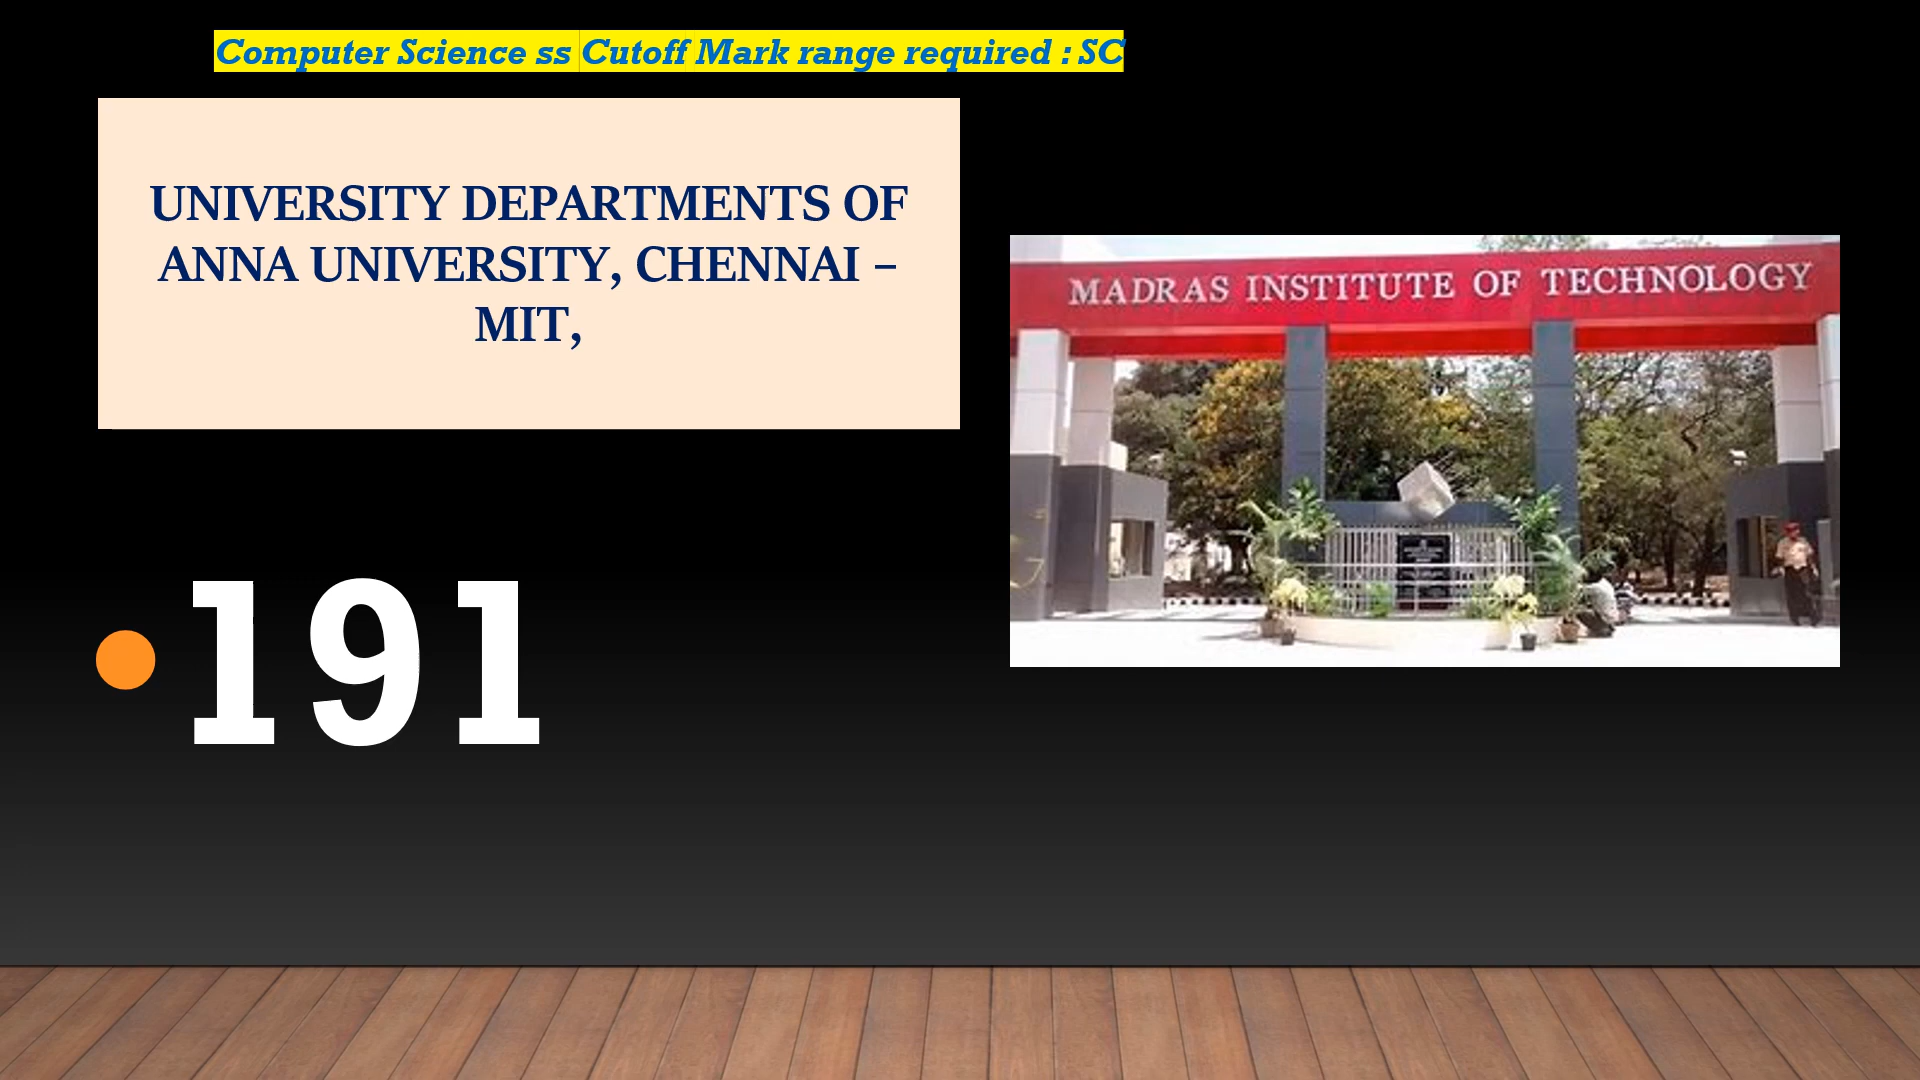 Computer Science ss Cutoff Mark range required : SC
UNIVERSITY DEPARTMENTS OF
ANNA UNIVERSITY, CHENNAI –
MIT,
MADRAS INSTITUTE OF TECHNOLOGY
191